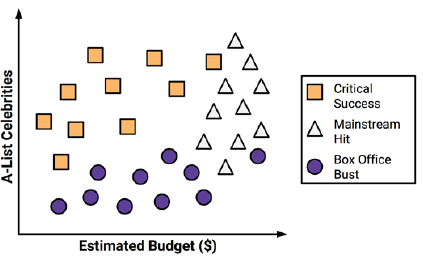 A-List Celebrities
Critical
Success
Mainstream
Hit
Box Office
Bust
Estimated Budget ($)